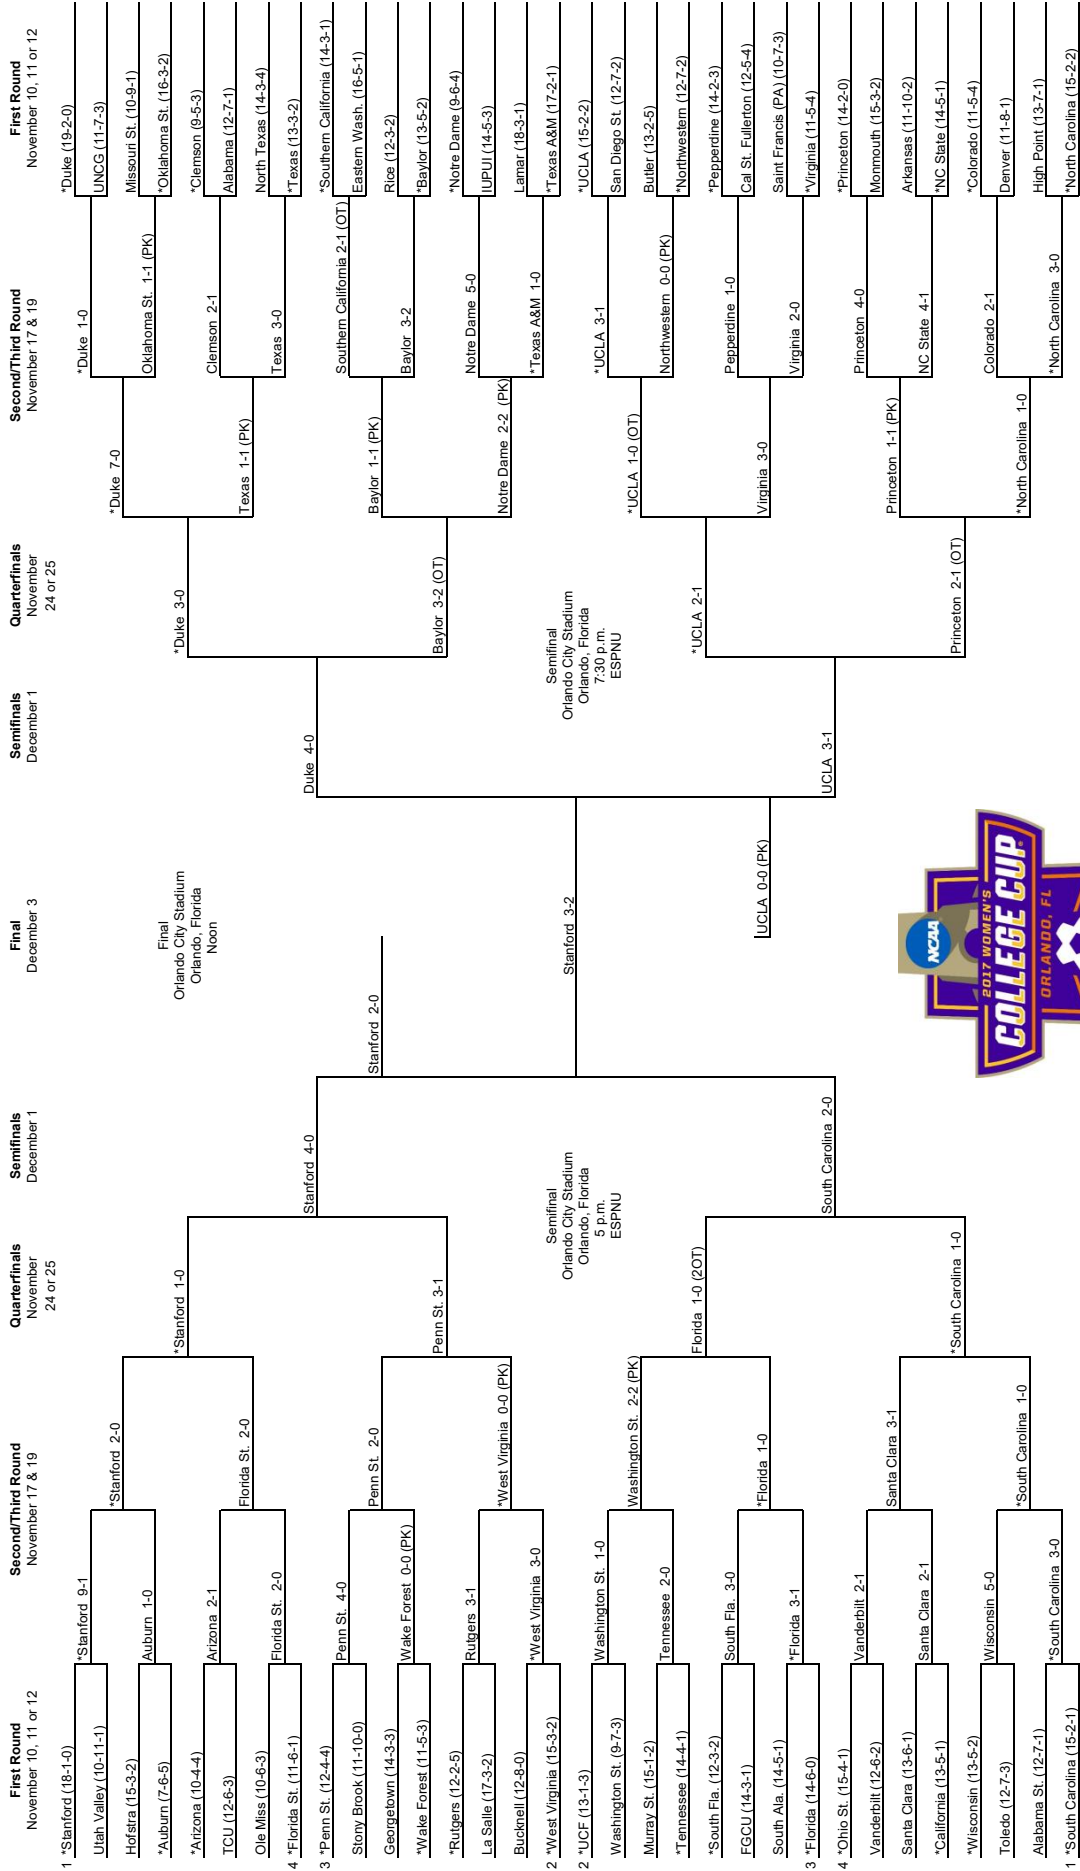 First Round
November 10, 11 or 12
Second/Third Round
November 17 & 19
Quarterfinals
November
24 or 25
Semifinals
December 1
Final
December 3
Semifinals
December 1
Quarterfinals
November
24 or 25
Second/Third Round
November 17 & 19
First Round
November 10, 11 or 12
1 *Stanford (18-1-0)
Utah Valley (10-11-1)
Hofstra (15-3-2)
*Auburn (7-6-5)
*Arizona (10-4-4)
TCU (12-6-3)
Ole Miss (10-6-3)
4 *Florida St. (11-6-1)
3 *Penn St. (12-4-4)
Stony Brook (11-10-0)
Georgetown (14-3-3)
*Wake Forest (11-5-3)
*Rutgers (12-2-5)
La Salle (17-3-2)
Bucknell (12-8-0)
2 *West Virginia (15-3-2)
2 *UCF (13-1-3)
Washington St. (9-7-3)
Murray St. (15-1-2)
*Tennessee (14-4-1)
*South Fla. (12-3-2)
FGCU (14-3-1)
South Ala. (14-5-1)
3 *Florida (14-6-0)
4 *Ohio St. (15-4-1)
Vanderbilt (12-6-2)
Santa Clara (13-6-1)
*California (13-5-1)
*Wisconsin (13-5-2)
Toledo (12-7-3)
Alabama St. (12-7-1)
1 *South Carolina (15-2-1)
*Stanford 9-1
Auburn 1-0
Arizona 2-1
Florida St. 2-0
Penn St. 4-0
Wake Forest 0-0 (PK)
Rutgers 3-1
*West Virginia 3-0
Washington St. 1-0
Tennessee 2-0
South Fla. 3-0
*Florida 3-1
Vanderbilt 2-1
Santa Clara 2-1
Wisconsin 5-0
*South Carolina 3-0
*Stanford 2-0
Florida St. 2-0
Penn St. 2-0
*West Virginia 0-0 (PK)
Washington St. 2-2 (PK)
*Florida 1-0
Santa Clara 3-1
*South Carolina 1-0
*Stanford 1-0
Penn St. 3-1
Florida 1-0 (2OT)
*South Carolina 1-0
Stanford 4-0
South Carolina 2-0
Semifinal
Orlando City Stadium
Orlando, Florida
5 p.m.
ESPNU
Stanford 2-0
Final
Orlando City Stadium
Orlando, Florida
Noon
Stanford 3-2
UCLA 0-0 (PK)
NCAA
2017 WOMEN'S
COLLEGE CUP
ORLANDO, FL
Duke 4-0
UCLA 3-1
Semifinal
Orlando City Stadium
Orlando, Florida
7:30 p.m.
ESPNU
*Duke 3-0
Baylor 3-2 (OT)
*UCLA 2-1
Princeton 2-1 (OT)
*Duke 7-0
Texas 1-1 (PK)
Baylor 1-1 (PK)
Notre Dame 2-2 (PK)
*UCLA 1-0 (OT)
Virginia 3-0
Princeton 1-1 (PK)
*North Carolina 1-0
*Duke 1-0
Oklahoma St. 1-1 (PK)
Clemson 2-1
Texas 3-0
Southern California 2-1 (OT)
Baylor 3-2
Notre Dame 5-0
*Texas A&M 1-0
*UCLA 3-1
Northwestern 0-0 (PK)
Pepperdine 1-0
Virginia 2-0
Princeton 4-0
NC State 4-1
Colorado 2-1
*North Carolina 3-0
*Duke (19-2-0)
UNCG (11-7-3)
Missouri St. (10-9-1)
*Oklahoma St. (16-3-2)
*Clemson (9-5-3)
Alabama (12-7-1)
North Texas (14-3-4)
*Texas (13-3-2)
*Southern California (14-3-1)
Eastern Wash. (16-5-1)
Rice (12-3-2)
*Baylor (13-5-2)
*Notre Dame (9-6-4)
IUPUI (14-5-3)
Lamar (18-3-1)
*Texas A&M (17-2-1)
*UCLA (15-2-2)
San Diego St. (12-7-2)
Butler (13-2-5)
*Northwestern (12-7-2)
*Pepperdine (14-2-3)
Cal St. Fullerton (12-5-4)
Saint Francis (PA) (10-7-3)
*Virginia (11-5-4)
*Princeton (14-2-0)
Monmouth (15-3-2)
Arkansas (11-10-2)
*NC State (14-5-1)
*Colorado (11-5-4)
Denver (11-8-1)
High Point (13-7-1)
*North Carolina (15-2-2)